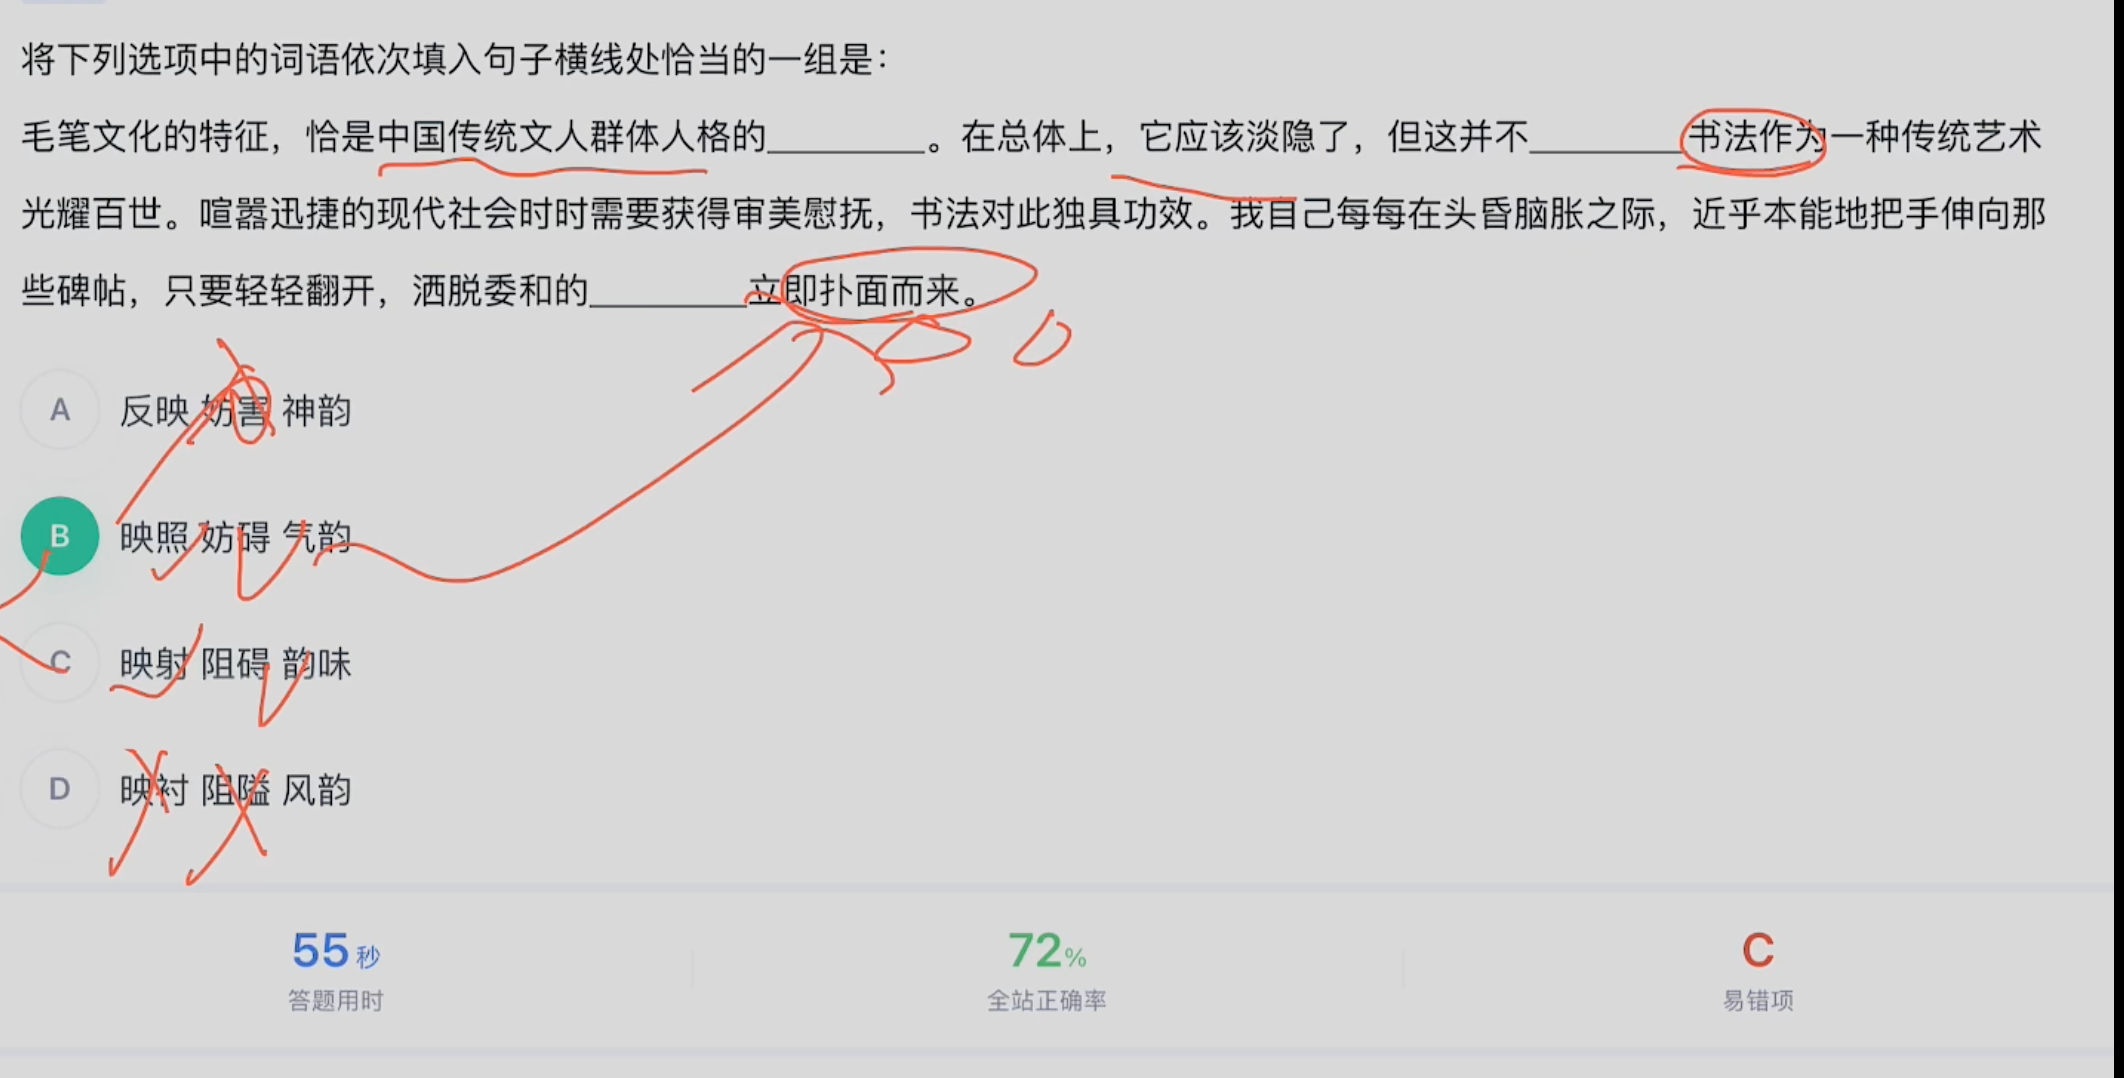 将下列选项中的词语依次填入句子横线处恰当的一组是：
毛笔文化的特征，恰是中国传统文人群体人格的________。在总体上，它应该淡隐了，但这并不________书法作为一种传统艺术
光耀百世。喧嚣迅捷的现代社会时时需要获得审美慰抚，书法对此独具功效。我自己每每在头昏脑胀之际，近乎本能地把手伸向那
些碑帖，只要轻轻翻开，洒脱委和的________立即扑面而来。
A 反映 妨害 神韵
B 映照 妨碍 气韵
C 映射 阻碍 韵味
D 映衬 阻隘 风韵
55秒 72% C
答题用时 全站正确率 易错项